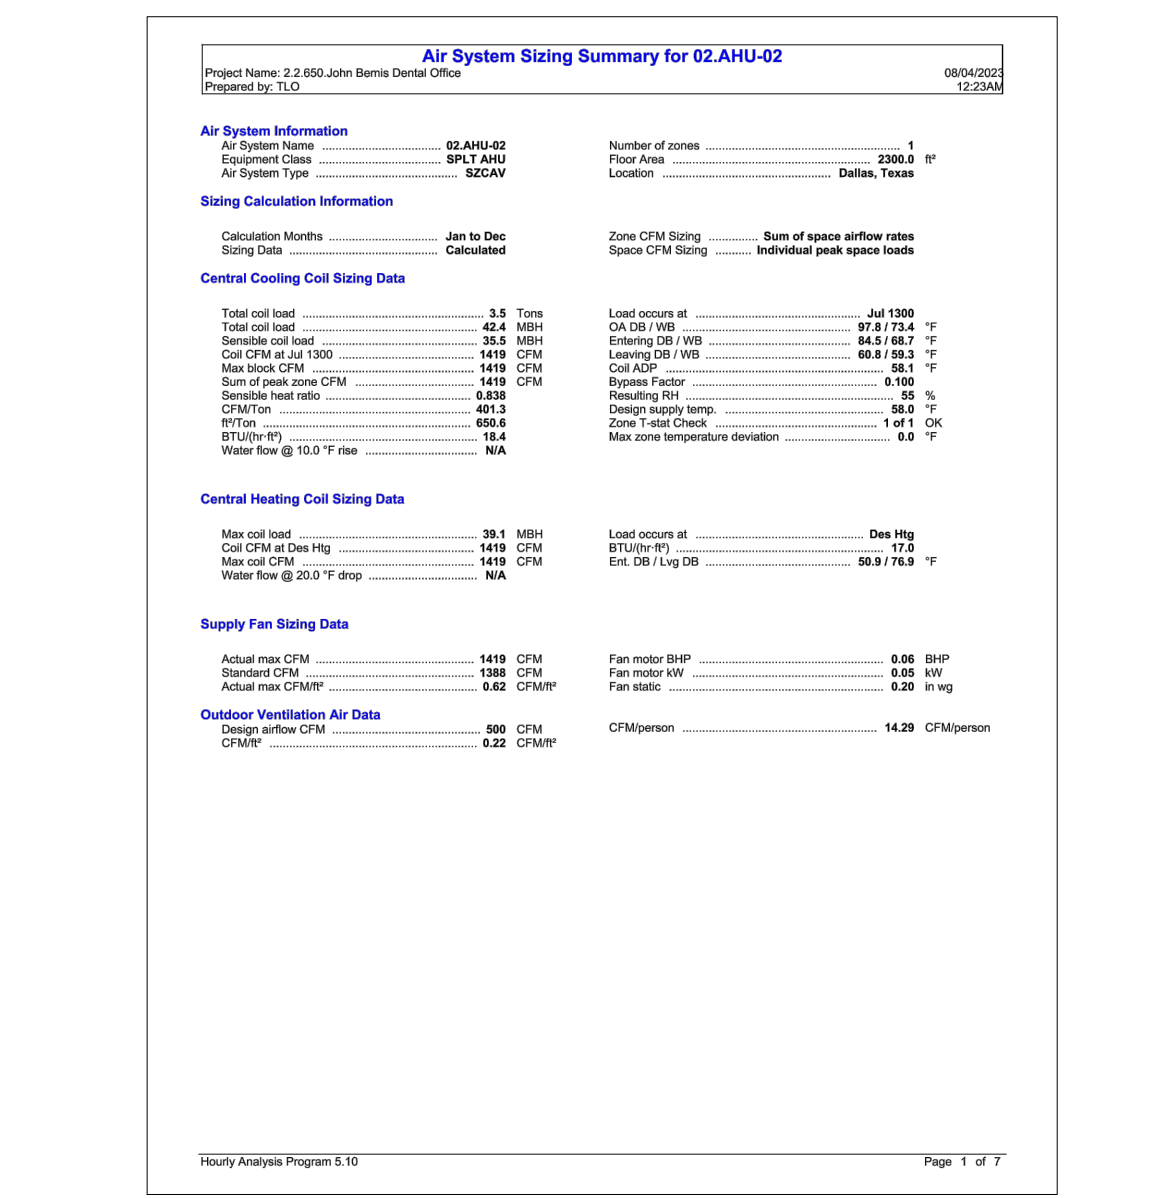 Air System Sizing Summary for 02.AHU-02
Project Name: 2.2.650.John Bemis Dental Office 08/04/2023
Prepared by: TLO 12:23AM
Air System Information
Air System Name .................................... 02.AHU-02 Number of zones ........................................................... 1
Equipment Class ..................................... SPLT AHU Floor Area ............................................................ 2300.0 ft²
Air System Type ........................................... SZCAV Location ................................................... Dallas, Texas
Sizing Calculation Information
Calculation Months ................................. Jan to Dec Zone CFM Sizing ............... Sum of space airflow rates
Sizing Data ............................................. Calculated Space CFM Sizing ........... Individual peak space loads
Central Cooling Coil Sizing Data
Total coil load ....................................................... 3.5 Tons Load occurs at .................................................. Jul 1300
Total coil load ..................................................... 42.4 MBH OA DB / WB ................................................... 97.8 / 73.4 °F
Sensible coil load ............................................... 35.5 MBH Entering DB / WB ........................................... 84.5 / 68.7 °F
Coil CFM at Jul 1300 ......................................... 1419 CFM Leaving DB / WB ............................................ 60.8 / 59.3 °F
Max block CFM ................................................. 1419 CFM Coil ADP .......................................................... 58.1 °F
Sum of peak zone CFM .................................... 1419 CFM Bypass Factor ........................................................ 0.100
Sensible heat ratio ............................................. 0.838 Resulting RH ............................................................... 55 %
CFM/Ton .......................................................... 401.3 Design supply temp. ................................................ 58.0 °F
ft²/Ton ................................................................ 650.6 Zone T-stat Check ................................................. 1 of 1 OK
BTU/(hr·ft²) ......................................................... 18.4 Max zone temperature deviation ................................ 0.0 °F
Water flow @ 10.0 °F rise .................................. N/A
Central Heating Coil Sizing Data
Max coil load ...................................................... 39.1 MBH Load occurs at ................................................... Des Htg
Coil CFM at Des Htg ......................................... 1419 CFM BTU/(hr·ft²) ................................................................ 17.0
Max coil CFM .................................................... 1419 CFM Ent. DB / Lvg DB ............................................ 50.9 / 76.9 °F
Water flow @ 20.0 °F drop ................................. N/A
Supply Fan Sizing Data
Actual max CFM ................................................ 1419 CFM Fan motor BHP ........................................................ 0.06 BHP
Standard CFM ................................................... 1388 CFM Fan motor kW .......................................................... 0.05 kW
Actual max CFM/ft² ............................................. 0.62 CFM/ft² Fan static ................................................................. 0.20 in wg
Outdoor Ventilation Air Data
Design airflow CFM ............................................. 500 CFM CFM/person ........................................................... 14.29 CFM/person
CFM/ft² ............................................................... 0.22 CFM/ft²
Hourly Analysis Program 5.10 Page 1 of 7